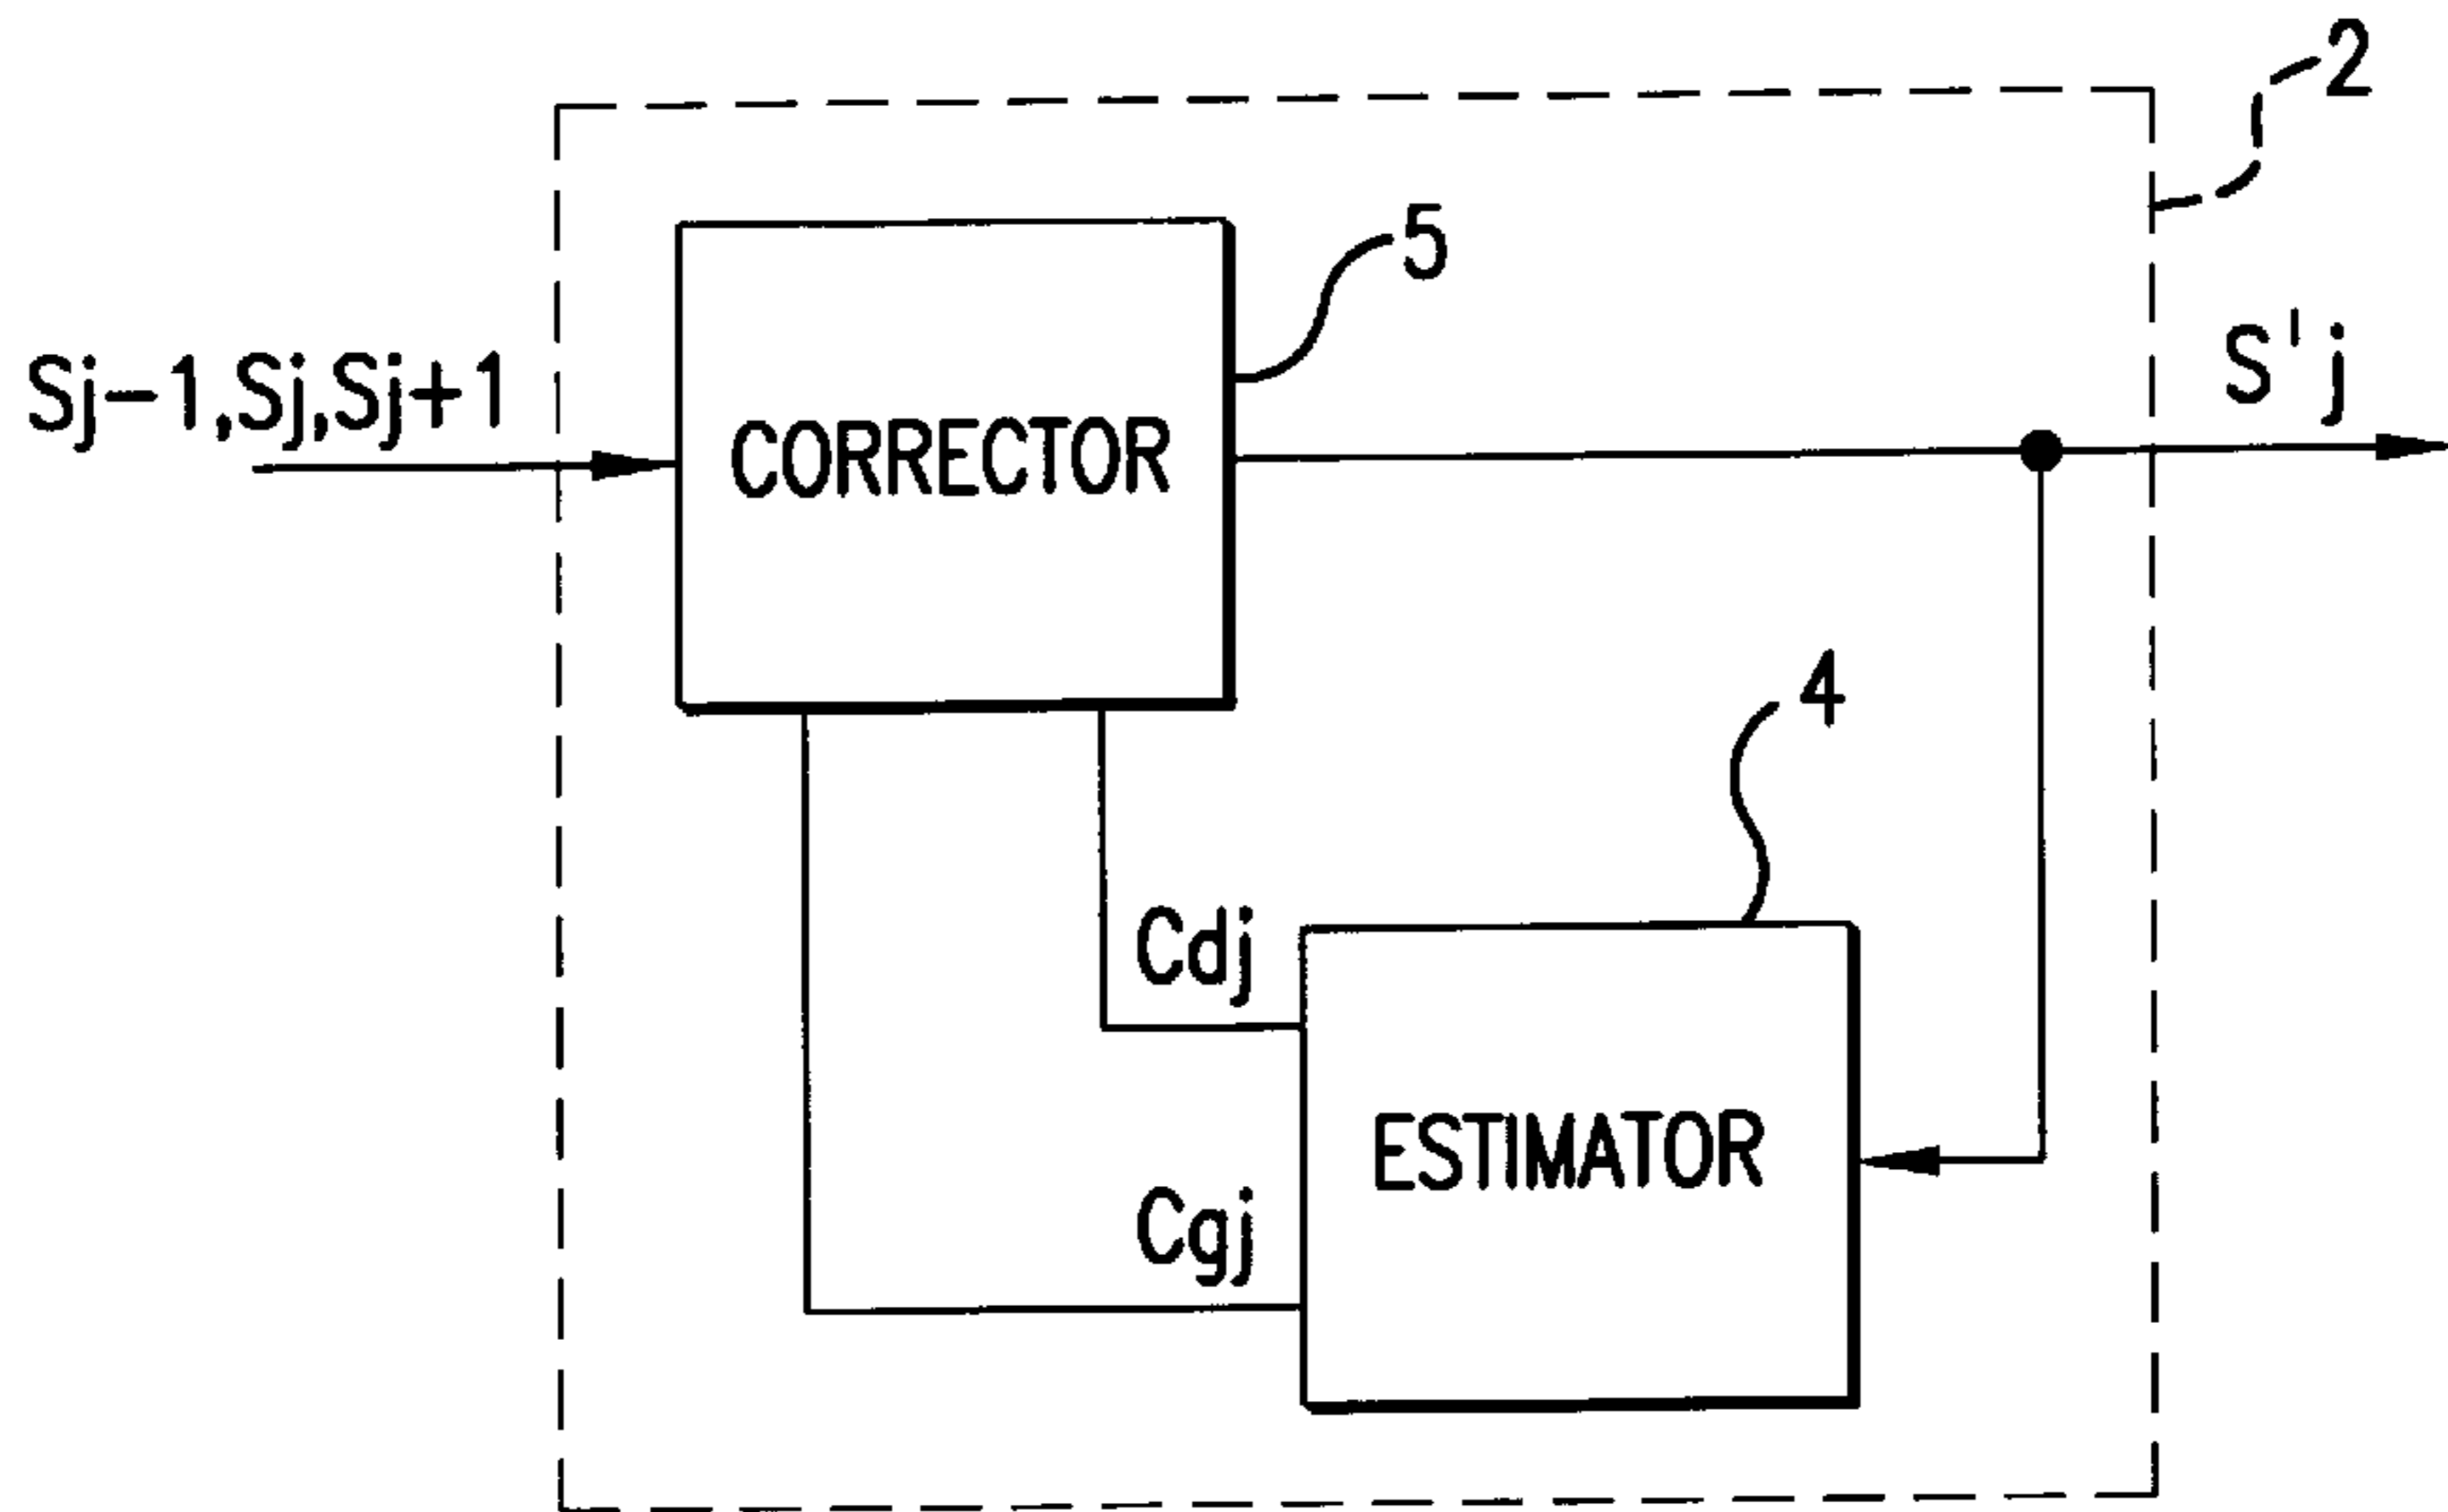 2
5
Sj-1,Sj,Sj+1
S'j
CORRECTOR
4
Cdj
ESTIMATOR
Cgj